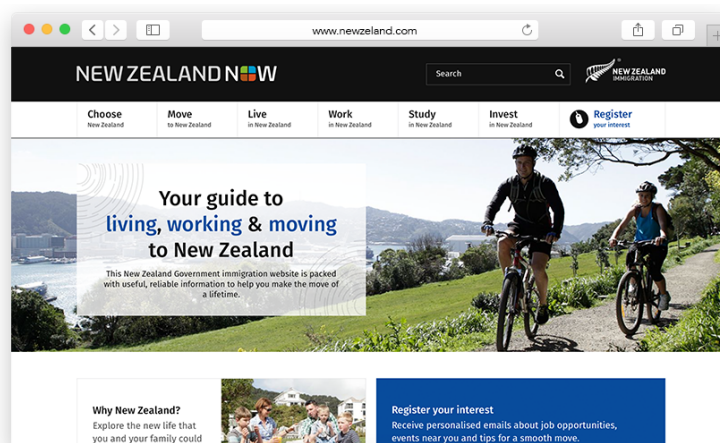 www.newzeland.com
NEW ZEALAND NOW
Search
NEW ZEALAND
IMMIGRATION
Choose
New Zealand
Move
to New Zealand
Live
in New Zealand
Work
in New Zealand
Study
in New Zealand
Invest
in New Zealand
Register
your interest
Your guide to
living, working & moving
to New Zealand
This New Zealand Government immigration website is packed
with useful, reliable information to help you make the move of
a lifetime.
Why New Zealand?
Explore the new life that
you and your family could
Register your interest
Receive personalised emails about job opportunities,
events near you and tips for a smooth move.